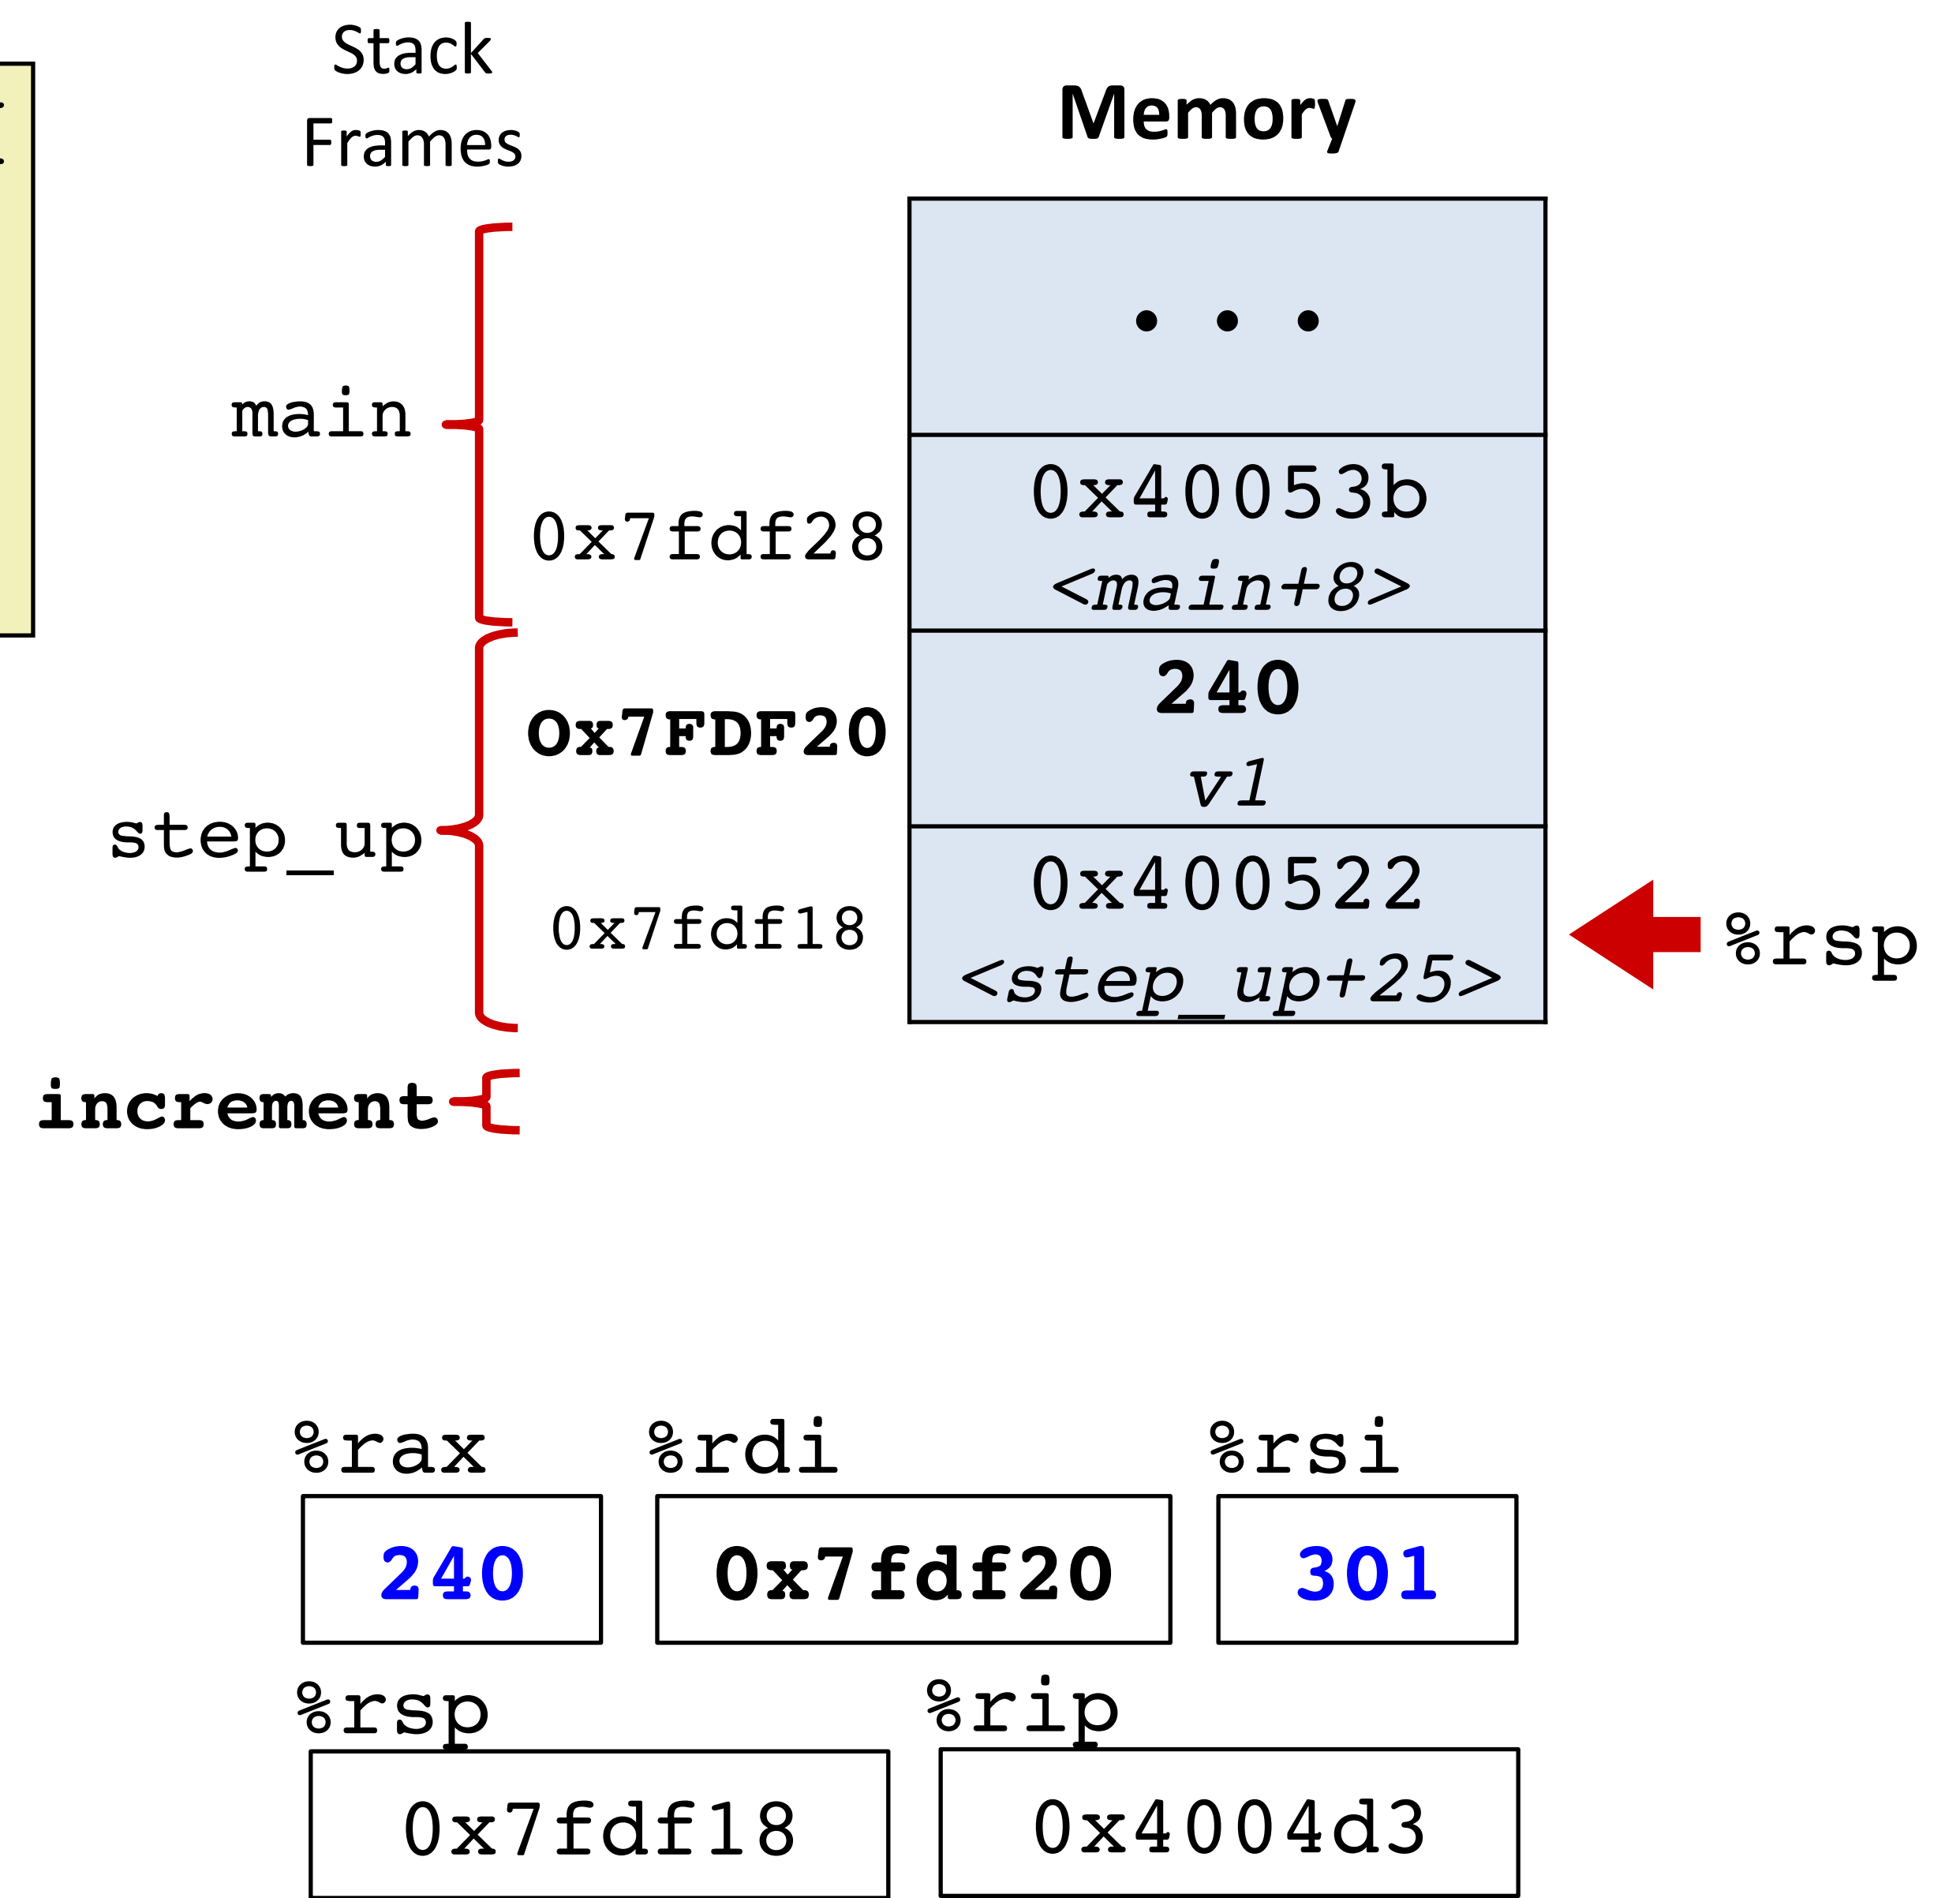 Stack
Frames
Memory
• • •
main
0x7fdf28
0x40053b
<main+8>
0x7FDF20
240
v1
step_up
0x7fdf18
0x400522
<step_up+25>
%rsp
increment
%rax
%rdi
%rsi
240
0x7fdf20
301
%rsp
%rip
0x7fdf18
0x4004d3